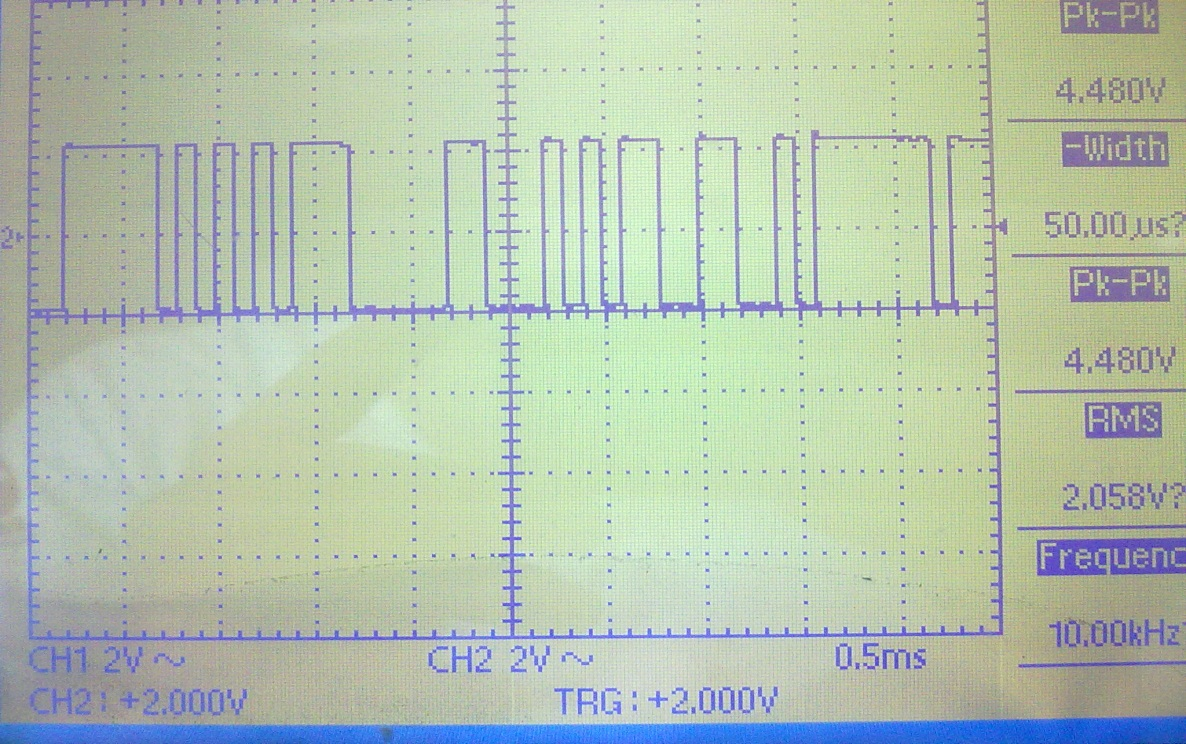 Pk-Pk
4.480V
-Width
50.00µs?
Pk-Pk
4.480V
RMS
2.058V?
Frequenc
10.00kHz
2
CH1 2V ~ CH2 2V ~ 0.5ms
CH2: +2.000V TRG: +2.000V